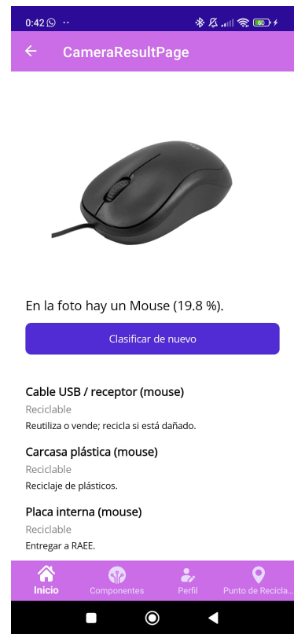 0:42
CameraResultPage
En la foto hay un Mouse (19.8 %).
Clasificar de nuevo
Cable USB / receptor (mouse)
Reciclable
Reutiliza o vende; recicla si está dañado.
Carcasa plástica (mouse)
Reciclable
Reciclaje de plásticos.
Placa interna (mouse)
Reciclable
Entregar a RAEE.
Inicio Componentes Perfil Punto de Recicla...